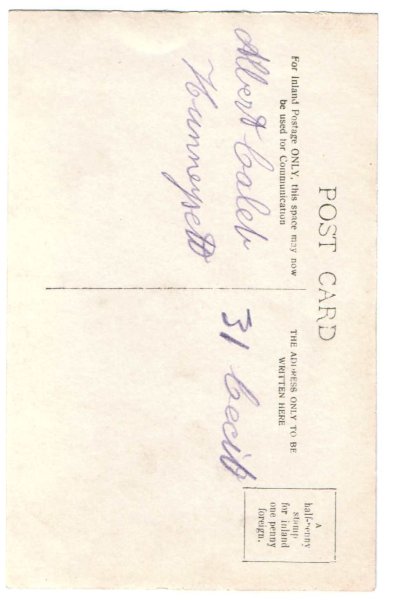 POST CARD
For Inland Postage ONLY, this space may now
be used for Communication
THE ADDRESS ONLY TO BE
WRITTEN HERE
A
half-penny
stamp
for inland
one penny
foreign.
Albert Caleb
Hunneysett
31 Cecil